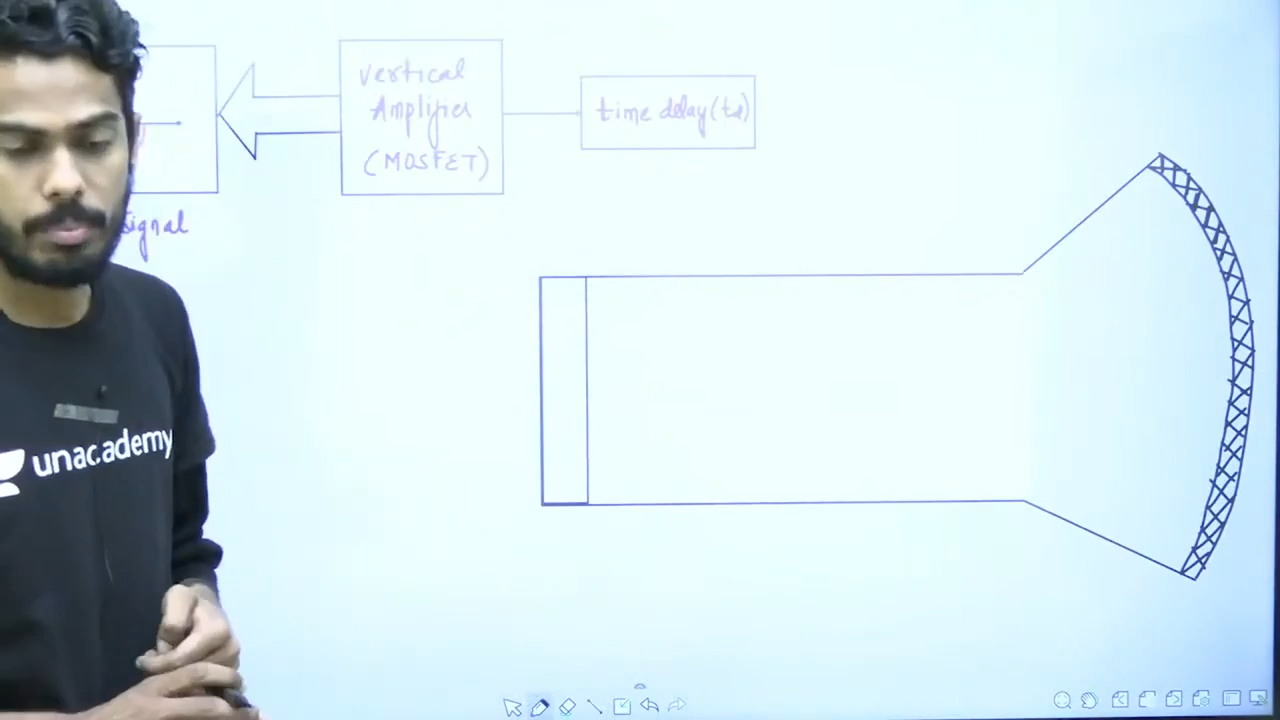 vertical
Amplifier
(MOSFET)
time delay (td)
signal
unacademy